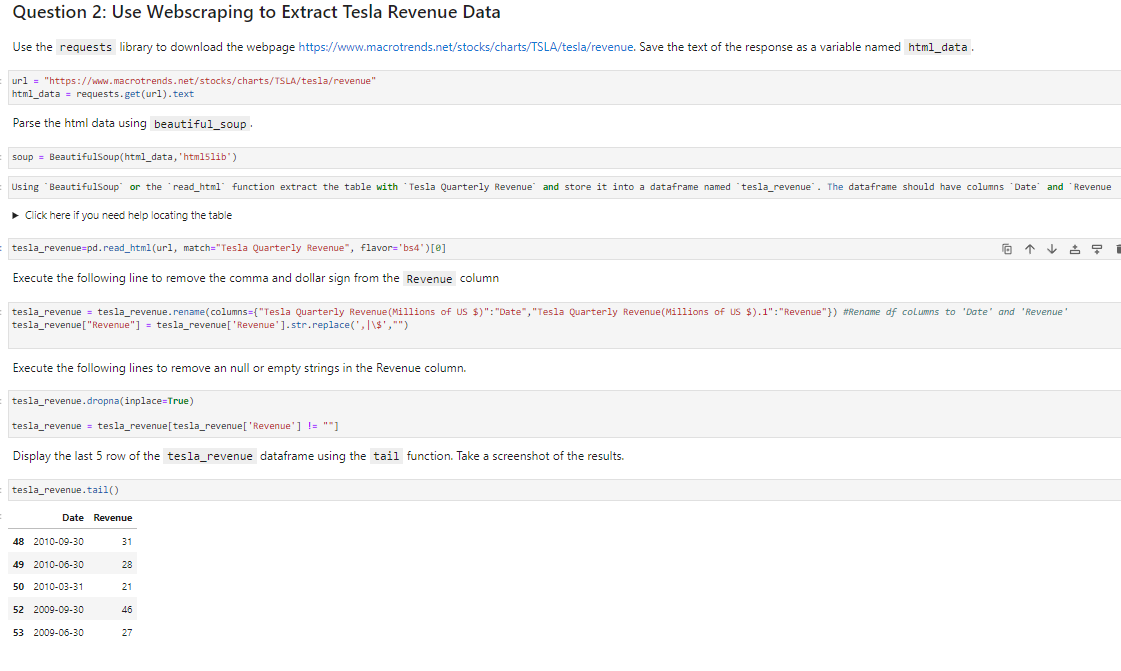 Question 2: Use Webscraping to Extract Tesla Revenue Data
Use the requests library to download the webpage https://www.macrotrends.net/stocks/charts/TSLA/tesla/revenue. Save the text of the response as a variable named html_data.
url = "https://www.macrotrends.net/stocks/charts/TSLA/tesla/revenue"
html_data = requests.get(url).text
Parse the html data using beautiful_soup.
soup = BeautifulSoup(html_data,'html5lib')
Using `BeautifulSoup` or the `read_html` function extract the table with `Tesla Quarterly Revenue` and store it into a dataframe named `tesla_revenue`. The dataframe should have columns `Date` and `Revenue
▶ Click here if you need help locating the table
tesla_revenue=pd.read_html(url, match="Tesla Quarterly Revenue", flavor='bs4')[0]
Execute the following line to remove the comma and dollar sign from the Revenue column
tesla_revenue = tesla_revenue.rename(columns={"Tesla Quarterly Revenue(Millions of US $)":"Date","Tesla Quarterly Revenue(Millions of US $).1":"Revenue"}) #Rename df columns to 'Date' and 'Revenue'
tesla_revenue["Revenue"] = tesla_revenue['Revenue'].str.replace(',|\$',"")
Execute the following lines to remove an null or empty strings in the Revenue column.
tesla_revenue.dropna(inplace=True)
tesla_revenue = tesla_revenue[tesla_revenue['Revenue'] != ""]
Display the last 5 row of the tesla_revenue dataframe using the tail function. Take a screenshot of the results.
tesla_revenue.tail()
Date Revenue
48 2010-09-30 31
49 2010-06-30 28
50 2010-03-31 21
52 2009-09-30 46
53 2009-06-30 27